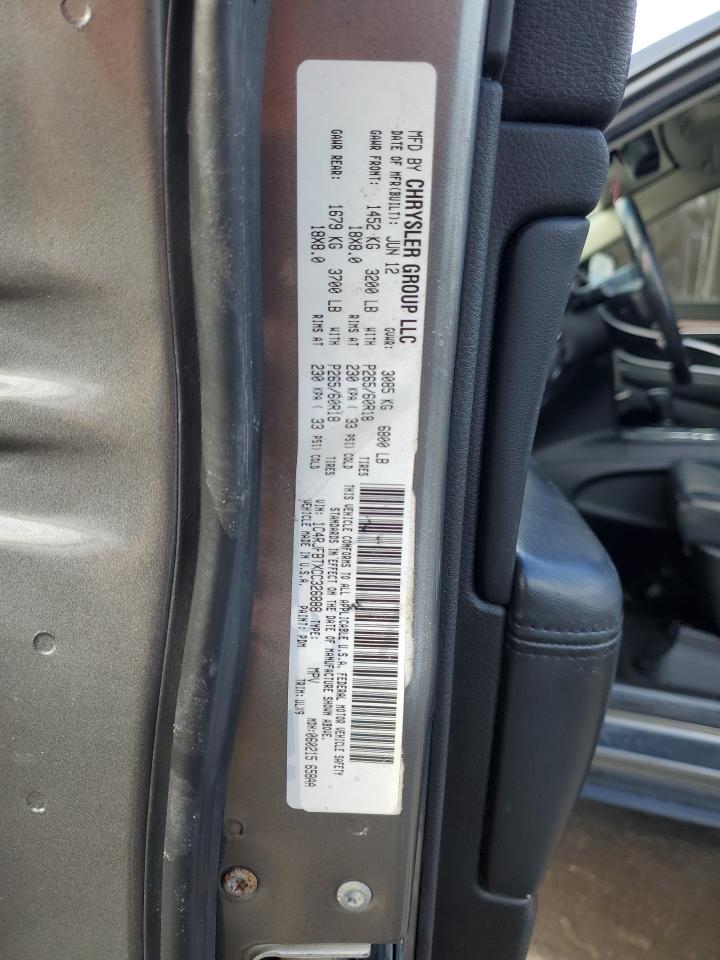 MFD BY CHRYSLER GROUP LLC
DATE OF MFR(BUILT): JUN 12 GVWR: 3085 KG 6800 LB
GAWR FRONT: 1452 KG 3200 LB WITH P265/60R18 TIRES
18X8.0 RIMS AT 230 KPA ( 33 PSI) COLD
GAWR REAR: 1679 KG 3700 LB WITH P265/60R18 TIRES
18X8.0 RIMS AT 230 KPA ( 33 PSI) COLD
THIS VEHICLE CONFORMS TO ALL APPLICABLE U.S.A. FEDERAL MOTOR VEHICLE SAFETY
STANDARDS IN EFFECT ON THE DATE OF MANUFACTURE SHOWN ABOVE.
VIN: 1C4RJFBTXCC326888 TYPE: MPV MDH:060215 658AA
VEHICLE MADE IN U.S.A. PAINT: PDM TRIM:ULX9